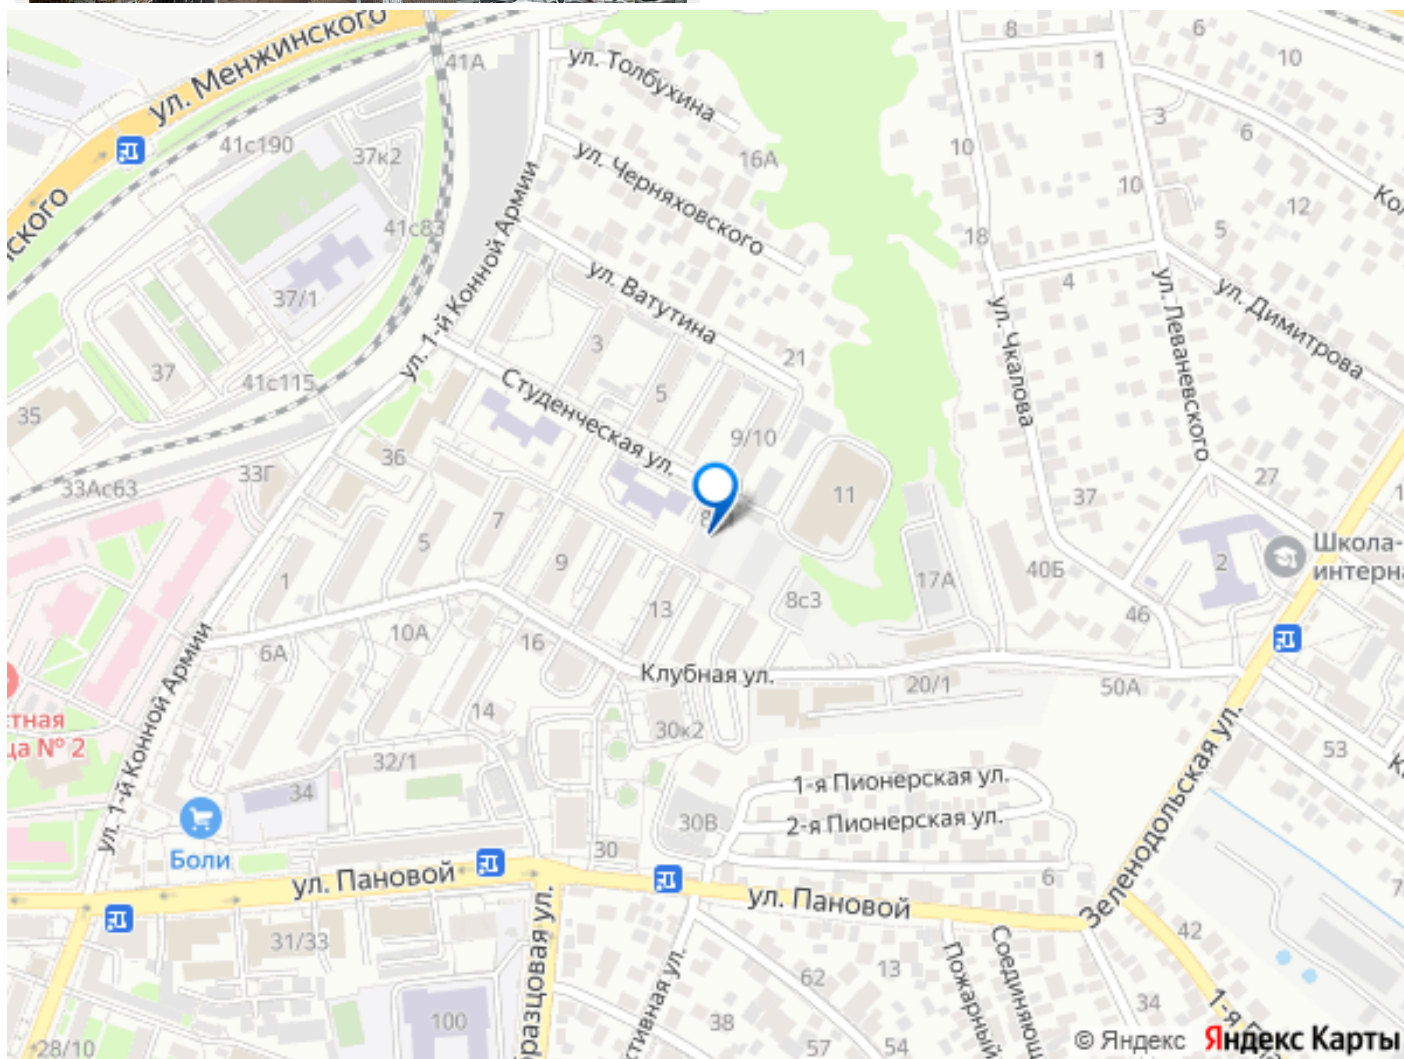 ул. Менжинского
41А
ул. Толбухина
8
1
6
10
41с190
37к2
16А
10
3
6
ул. Черняховского
10
12
41с83
18
5
37/1
ул. 1-й Конной Армии
ул. Ватутина
4
ул. Димитрова
ул. Чкалова
ул. Леваневского
3
21
37
41с115
5
35
Студенческая ул.
9/10
36
33Г
33Ас63
11
37
27
7
5
9
1
17А
40Б
2
Школа-
интерна
8с3
13
46
10А
16
6А
ул. 1-й Конной Армии
Клубная ул.
20/1
50А
14
30к2
32/1
53
Зеленодольская ул.
1-я Пионерская ул.
34
30В
2-я Пионерская ул.
Боли
30
ул. Пановой
6
ул. Пановой
42
31/33
62
13
Пожарный
Соединяющ
34
100
38
57
54
28/10
© Яндекс
Яндекс Карты